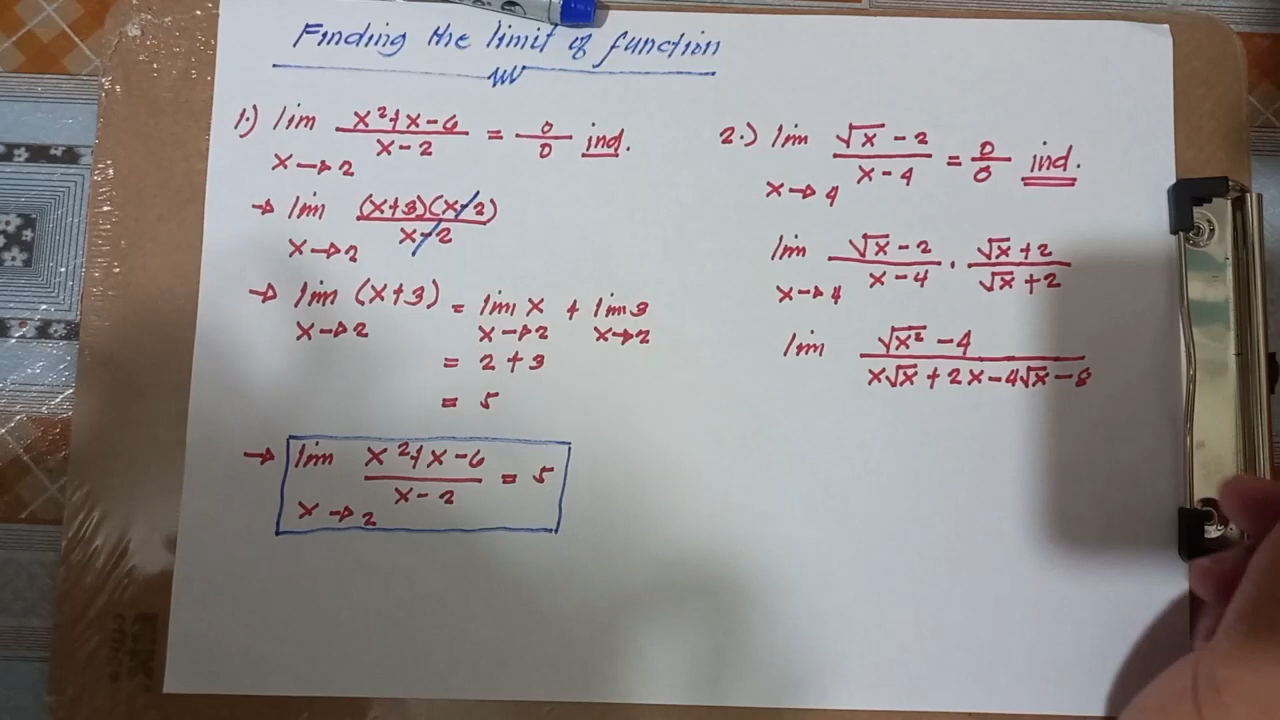 Finding the limit of function
1.) lim x²+x-6 / x-2 = 0/0 ind.
x→2
→ lim (x+3)(x-2) / x-2
x→2
→ lim (x+3) = lim x + lim 3
x→2 x→2 x→2
= 2+3
= 5
→ lim x²+x-6 / x-2 = 5
x→2
2.) lim √x-2 / x-4 = 0/0 ind.
x→4
lim √x-2 / x-4 · √x+2 / √x+2
x→4
lim √x²-4 / x√x+2x-4√x-8